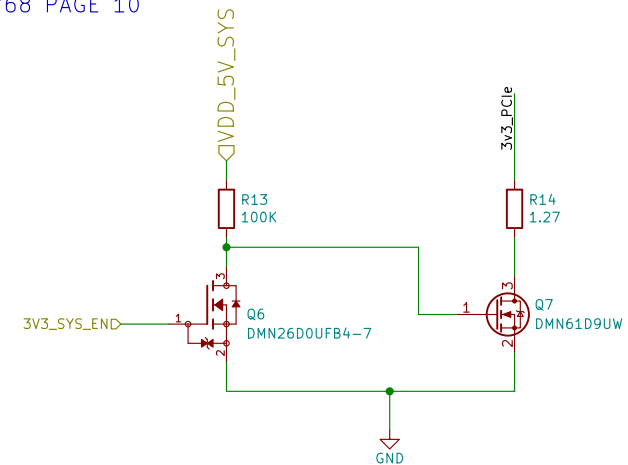 768 PAGE 10
VDD_5V_SYS
3v3_PCIe
R13
100K
R14
1.27
3
3
1
Q7
DMN61D9UW
1
Q6
DMN26D0UFB4-7
3V3_SYS_EN
2
2
GND